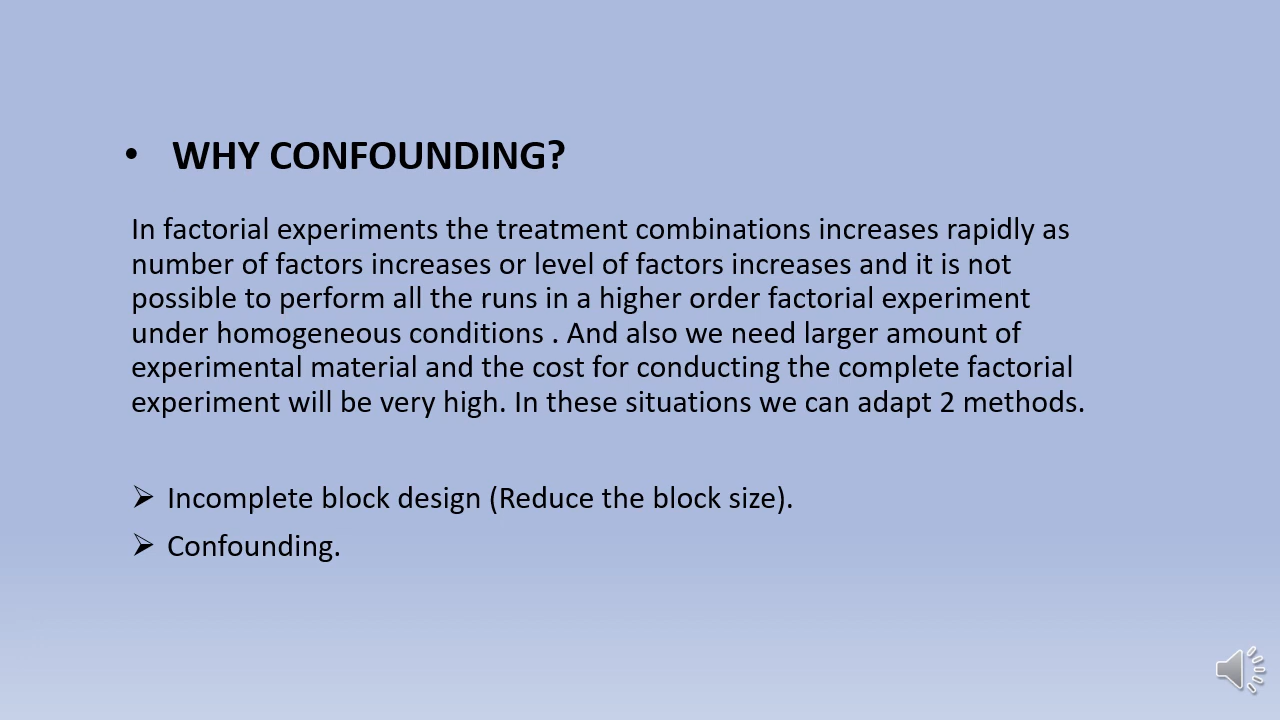 • WHY CONFOUNDING?
In factorial experiments the treatment combinations increases rapidly as
number of factors increases or level of factors increases and it is not
possible to perform all the runs in a higher order factorial experiment
under homogeneous conditions . And also we need larger amount of
experimental material and the cost for conducting the complete factorial
experiment will be very high. In these situations we can adapt 2 methods.
➢ Incomplete block design (Reduce the block size).
➢ Confounding.